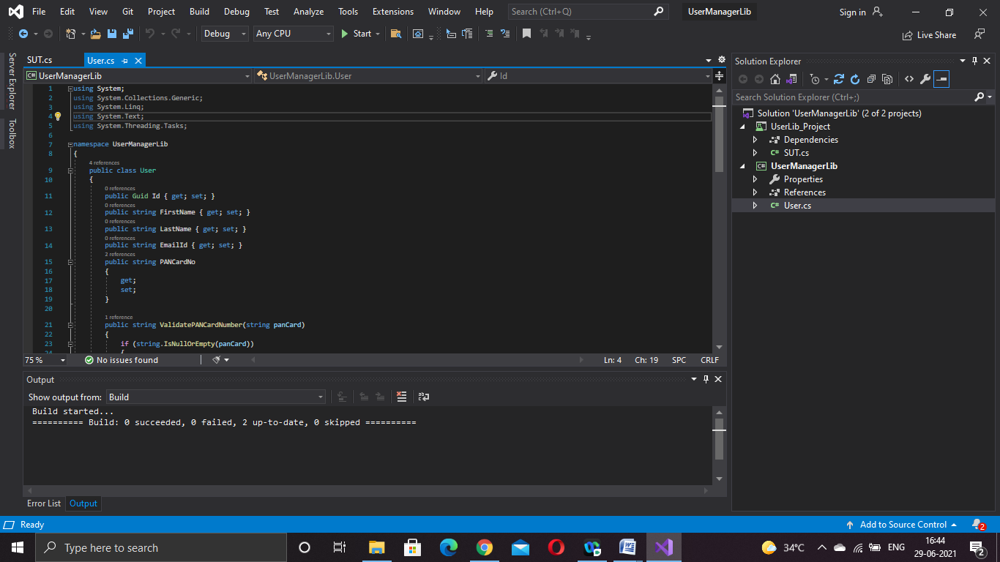 File Edit View Git Project Build Debug Test Analyze Tools Extensions Window Help Search (Ctrl+Q) UserManagerLib Sign in
Debug Any CPU Start Live Share
Server Explorer
Toolbox
SUT.cs User.cs
C# UserManagerLib UserManagerLib.User Id
1 using System;
2 using System.Collections.Generic;
3 using System.Linq;
4 using System.Text;
5 using System.Threading.Tasks;
6
7 namespace UserManagerLib
8 {
4 references
9 public class User
10 {
0 references
11 public Guid Id { get; set; }
0 references
12 public string FirstName { get; set; }
0 references
13 public string LastName { get; set; }
0 references
14 public string EmailId { get; set; }
2 references
15 public string PANCardNo
16 {
17 get;
18 set;
19 }
20
1 reference
21 public string ValidatePANCardNumber(string panCard)
22 {
23 if (string.IsNullOrEmpty(panCard))
24 {
75 % No issues found Ln: 4 Ch: 19 SPC CRLF
Output
Show output from: Build
Build started...
========== Build: 0 succeeded, 0 failed, 2 up-to-date, 0 skipped ==========
Error List Output
Solution Explorer
Search Solution Explorer (Ctrl+;)
Solution 'UserManagerLib' (2 of 2 projects)
UserLib_Project
Dependencies
C# SUT.cs
C# UserManagerLib
Properties
References
C# User.cs
Ready Add to Source Control 2
Type here to search 34°C ENG 16:44
29-06-2021 2